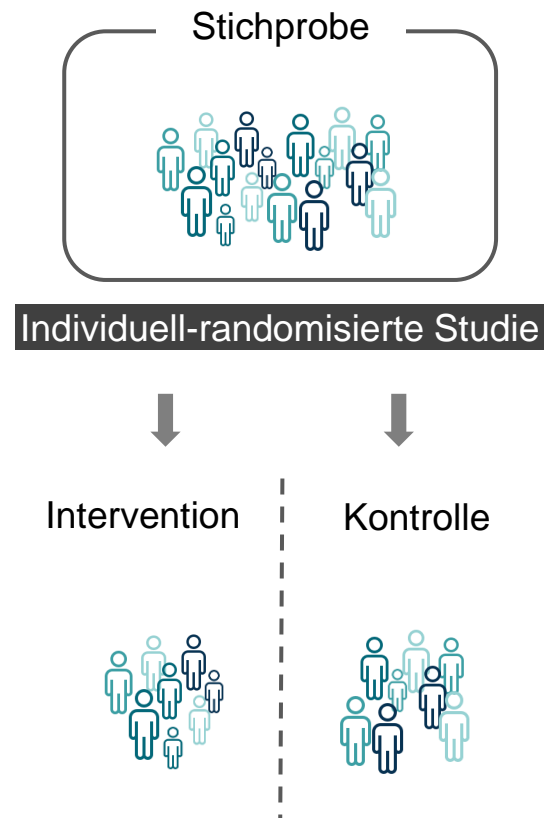 Stichprobe
Individuell-randomisierte Studie
Intervention
Kontrolle